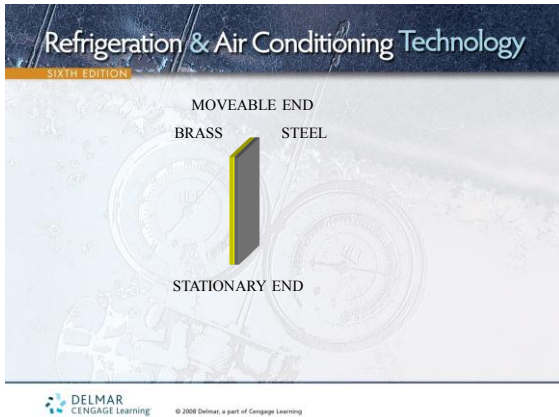 Refrigeration & Air Conditioning Technology
SIXTH EDITION
MOVEABLE END
BRASS STEEL
STATIONARY END
DELMAR
CENGAGE Learning
© 2008 Delmar, a part of Cengage Learning